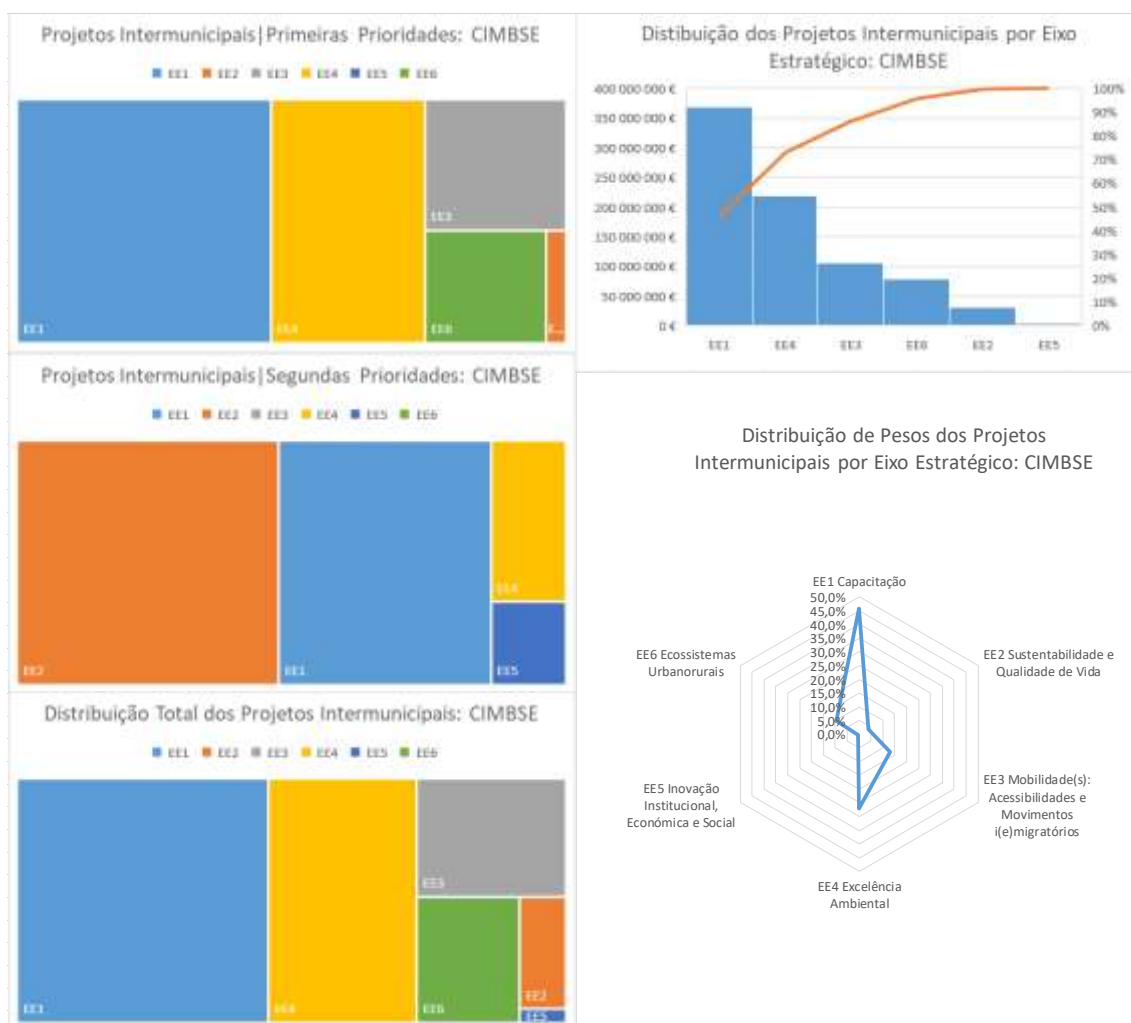 Projetos Intermunicipais|Primeiras Prioridades: CIMBSE
EE1 EE2 EE3 EE4 EE5 EE6
EE1
EE4
EE3
EE6
E...
Projetos Intermunicipais|Segundas Prioridades: CIMBSE
EE1 EE2 EE3 EE4 EE5 EE6
EE2
EE1
EE4
EE5
Distribuição Total dos Projetos Intermunicipais: CIMBSE
EE1 EE2 EE3 EE4 EE5 EE6
EE1
EE4
EE3
EE6
EE2
EE5
Distibuição dos Projetos Intermunicipais por Eixo
Estratégico: CIMBSE
400 000 000 €
350 000 000 €
300 000 000 €
250 000 000 €
200 000 000 €
150 000 000 €
100 000 000 €
50 000 000 €
0 €
100%
90%
80%
70%
60%
50%
40%
30%
20%
10%
0%
EE1 EE4 EE3 EE6 EE2 EE5
Distribuição de Pesos dos Projetos
Intermunicipais por Eixo Estratégico: CIMBSE
EE1 Capacitação
50,0%
45,0%
40,0%
35,0%
30,0%
25,0%
20,0%
15,0%
10,0%
5,0%
0,0%
EE2 Sustentabilidade e
Qualidade de Vida
EE3 Mobilidade(s):
Acessibilidades e
Movimentos
i(e)migratórios
EE4 Excelência
Ambiental
EE5 Inovação
Institucional,
Económica e Social
EE6 Ecossistemas
Urbanorurais